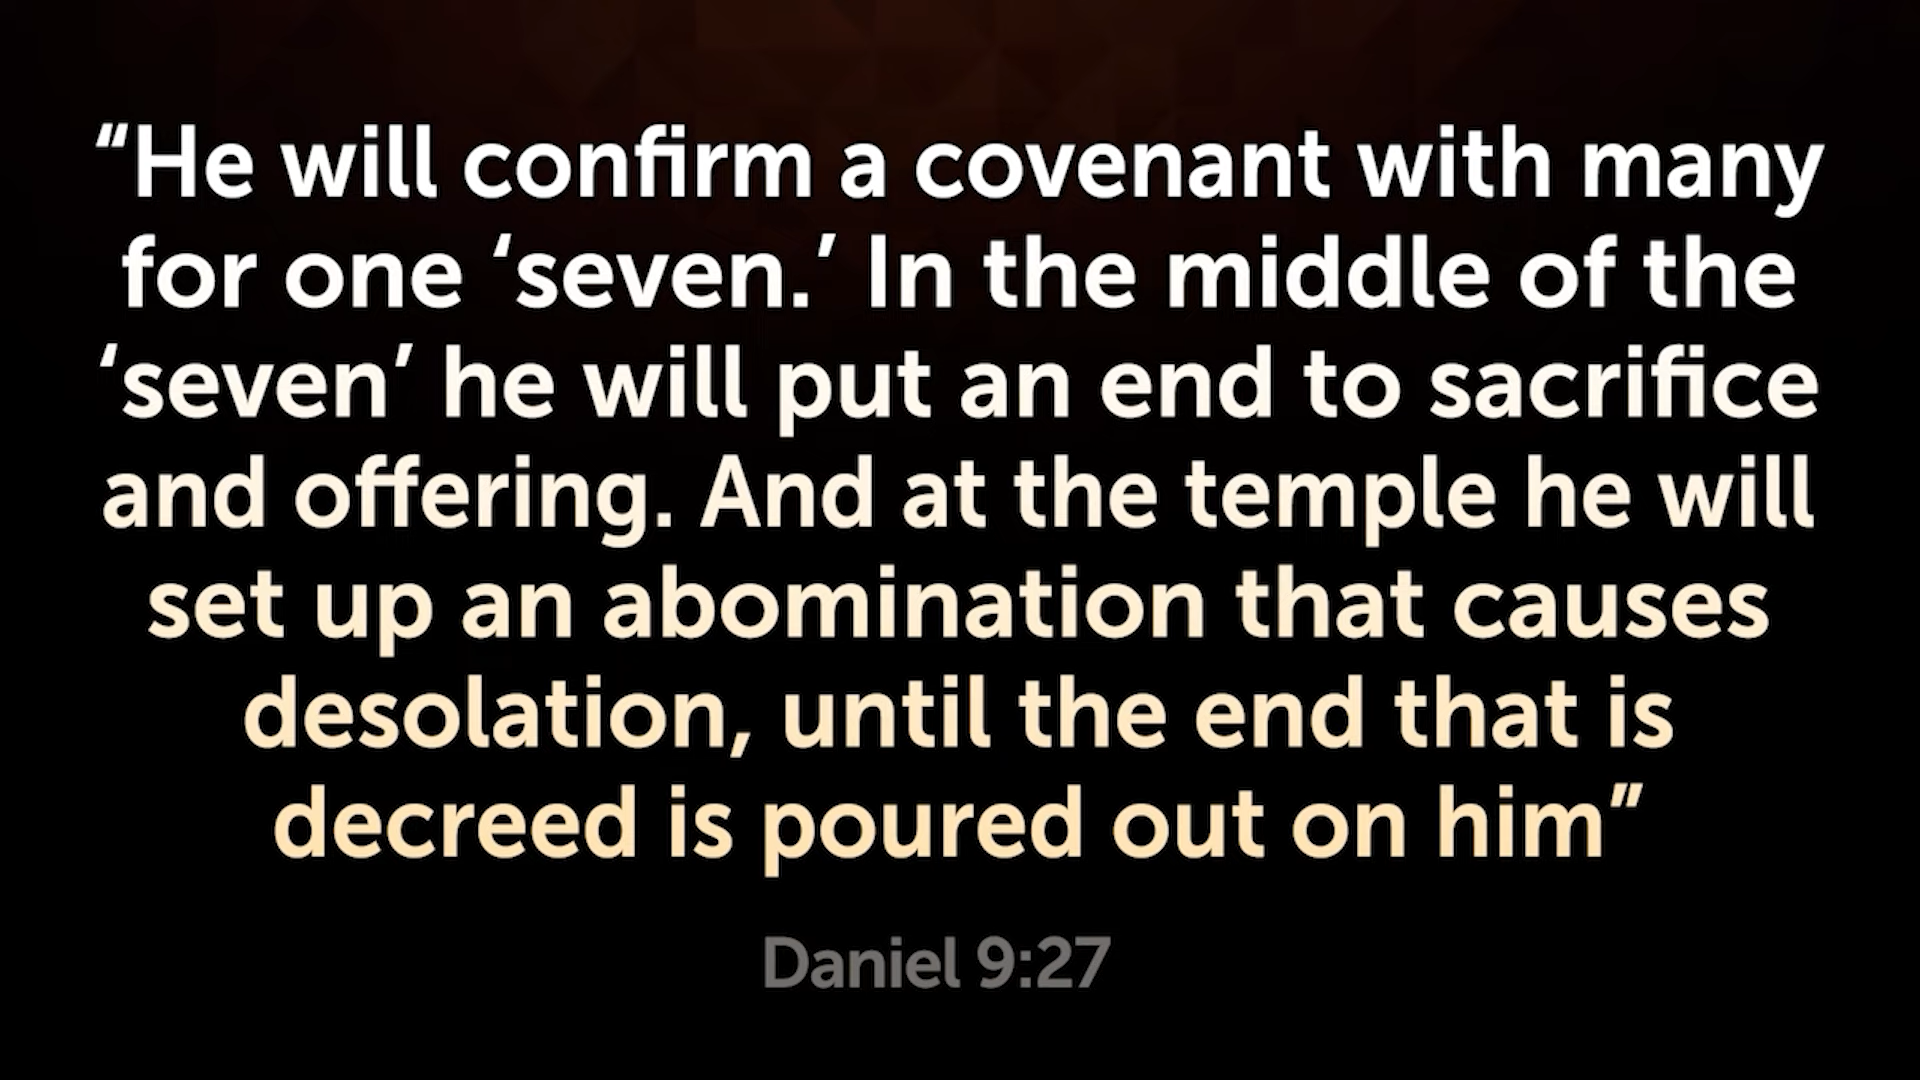 “He will confirm a covenant with many
for one ‘seven.’ In the middle of the
‘seven’ he will put an end to sacrifice
and offering. And at the temple he will
set up an abomination that causes
desolation, until the end that is
decreed is poured out on him”
Daniel 9:27